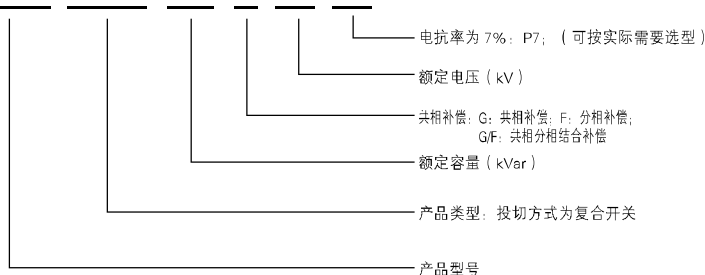 电抗率为 7%：P7；（可按实际需要选型）
额定电压（kV）
共相补偿：G：共相补偿：F：分相补偿；
G/F：共相分相结合补偿
额定容量（kVar）
产品类型：投切方式为复合开关
产品型号